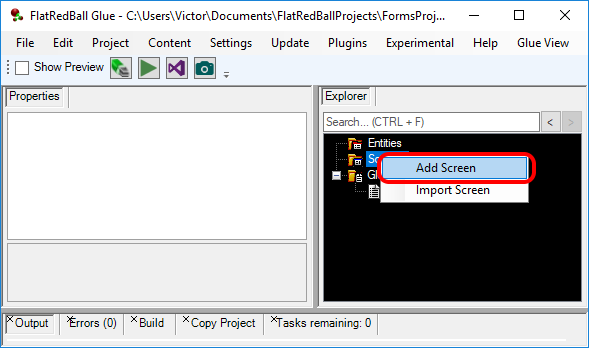 FlatRedBall Glue - C:\Users\Victor\Documents\FlatRedBallProjects\FormsProj...
File Edit Project Content Settings Update Plugins Experimental Help Glue View
Show Preview
Properties
Explorer
Search... (CTRL + F)
< >
Entities
Add Screen
Import Screen
Output Errors (0) Build Copy Project Tasks remaining: 0